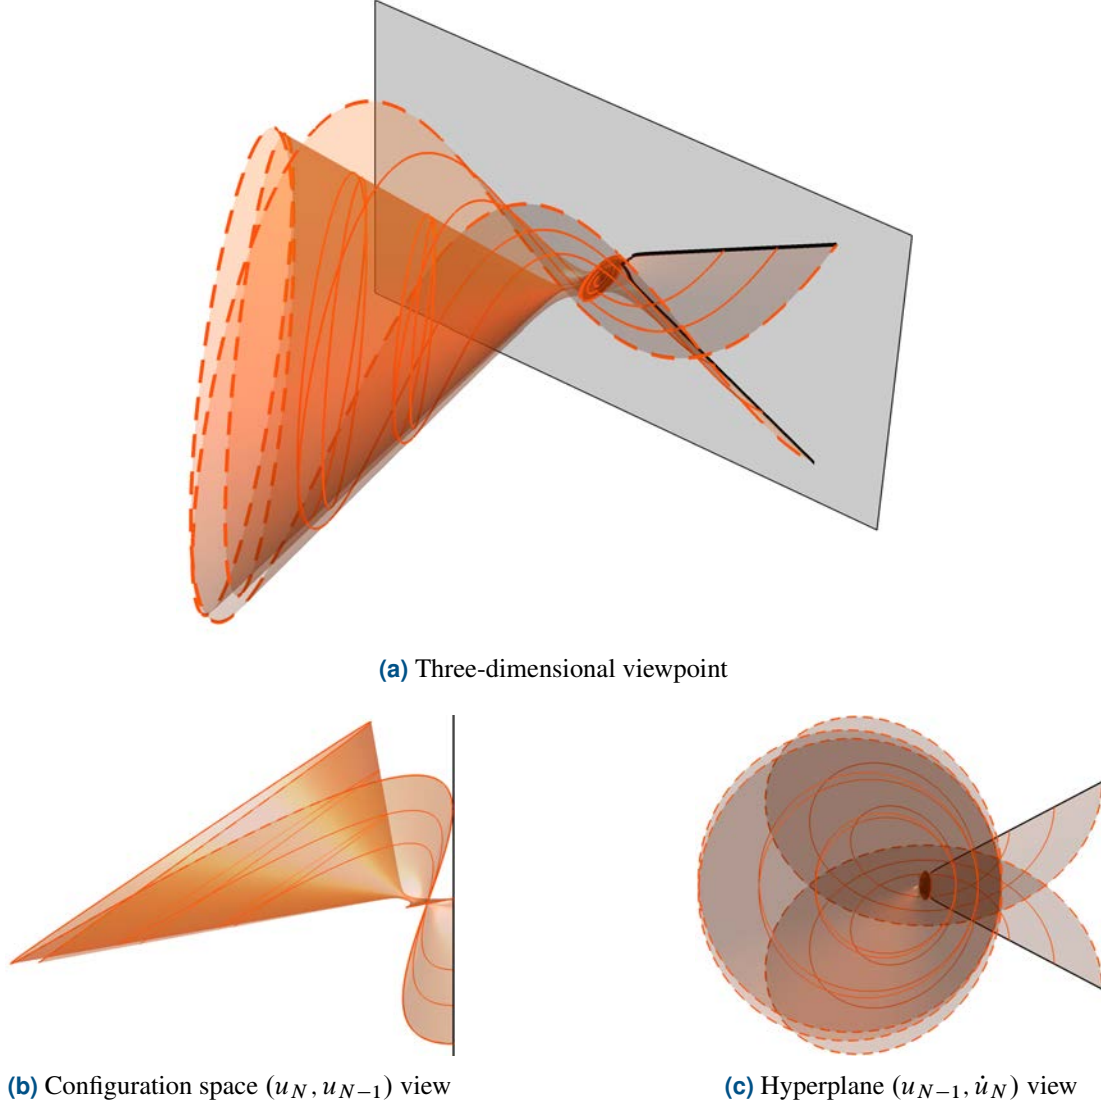 (a) Three-dimensional viewpoint
(b) Configuration space (u_N, u_{N−1}) view
(c) Hyperplane (u_{N−1}, u̇_N) view